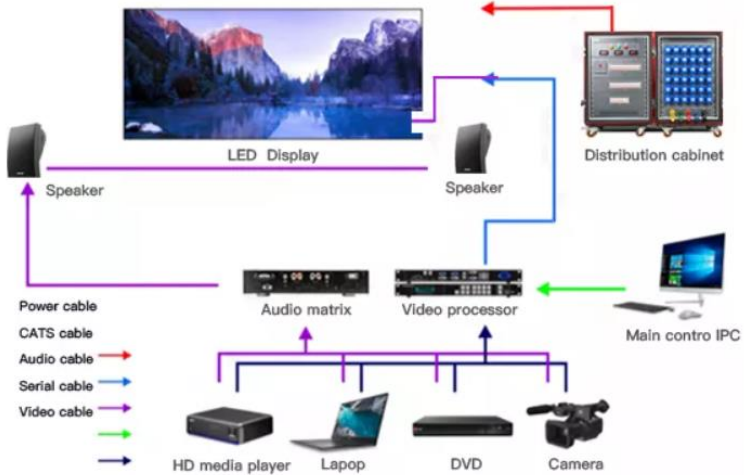 LED Display
Distribution cabinet
Speaker
Speaker
Audio matrix
Video processor
Main contro IPC
Power cable
CATS cable
Audio cable
Serial cable
Video cable
HD media player
Lapop
DVD
Camera